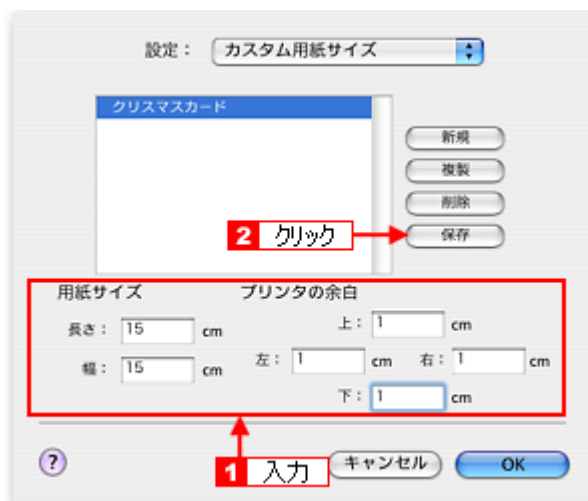 設定： カスタム用紙サイズ
クリスマスカード
新規
複製
削除
2 クリック
保存
用紙サイズ
プリンタの余白
長さ： 15 cm
上： 1 cm
幅： 15 cm
左： 1 cm
右： 1 cm
下： 1 cm
?
1 入力
キャンセル
OK